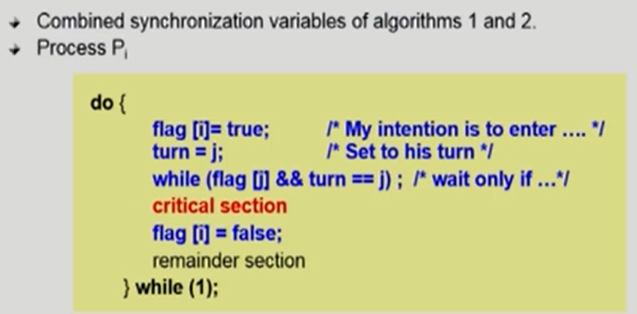 Combined synchronization variables of algorithms 1 and 2.
Process Pi
do {
flag [i]= true; /* My intention is to enter .... */
turn = j; /* Set to his turn */
while (flag [j] && turn == j) ; /* wait only if ...*/
critical section
flag [i] = false;
remainder section
} while (1);